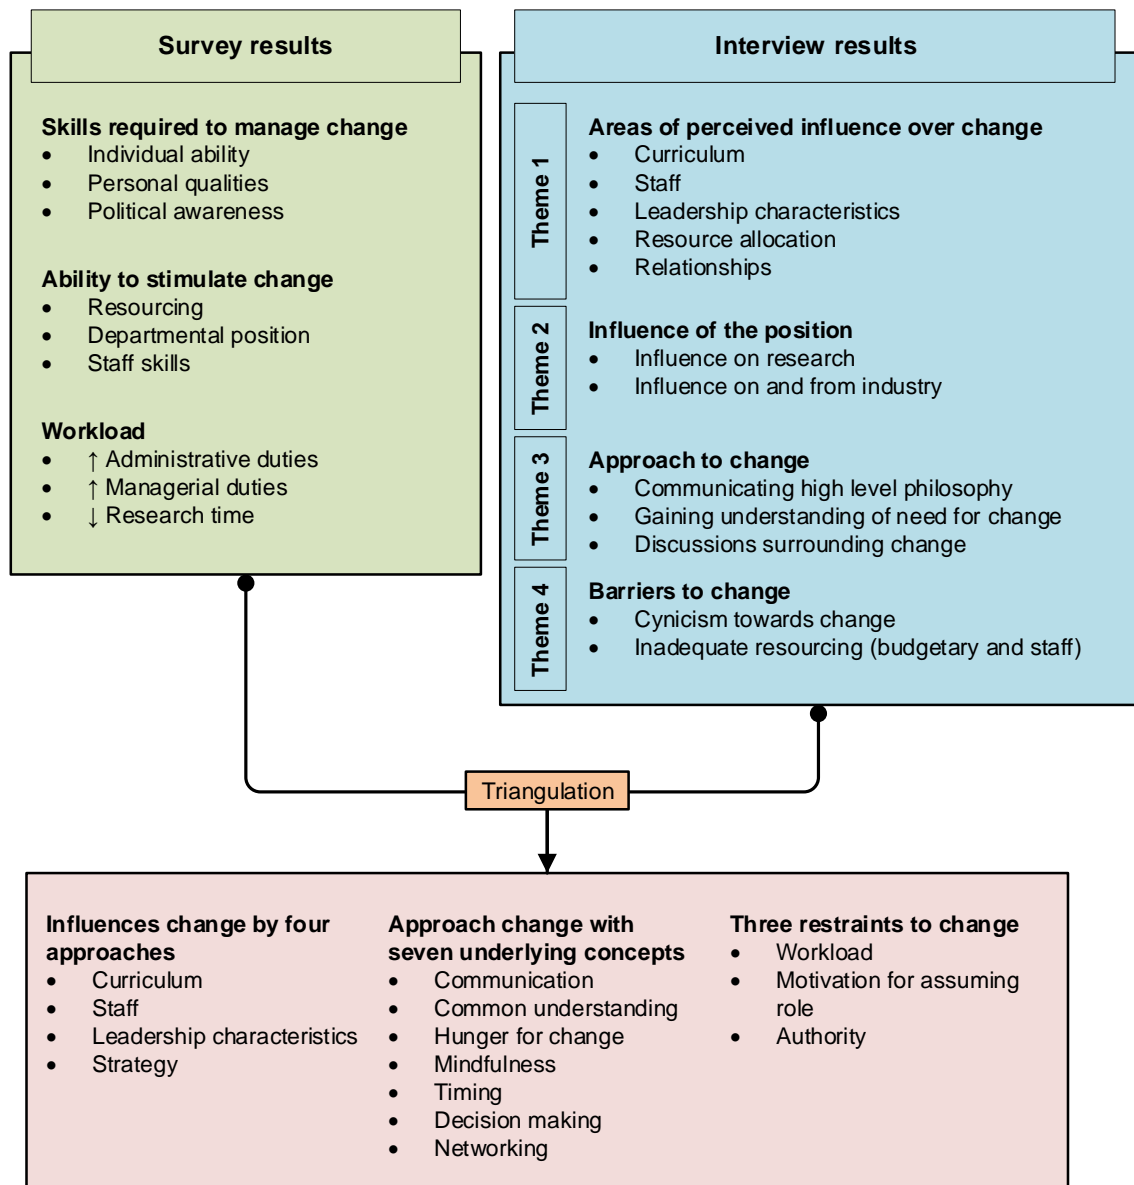 Survey results
Skills required to manage change
• Individual ability
• Personal qualities
• Political awareness
Ability to stimulate change
• Resourcing
• Departmental position
• Staff skills
Workload
• ↑ Administrative duties
• ↑ Managerial duties
• ↓ Research time
Interview results
Theme 1
Areas of perceived influence over change
• Curriculum
• Staff
• Leadership characteristics
• Resource allocation
• Relationships
Theme 2
Influence of the position
• Influence on research
• Influence on and from industry
Theme 3
Approach to change
• Communicating high level philosophy
• Gaining understanding of need for change
• Discussions surrounding change
Theme 4
Barriers to change
• Cynicism towards change
• Inadequate resourcing (budgetary and staff)
Triangulation
Influences change by four
approaches
• Curriculum
• Staff
• Leadership characteristics
• Strategy
Approach change with
seven underlying concepts
• Communication
• Common understanding
• Hunger for change
• Mindfulness
• Timing
• Decision making
• Networking
Three restraints to change
• Workload
• Motivation for assuming
role
• Authority